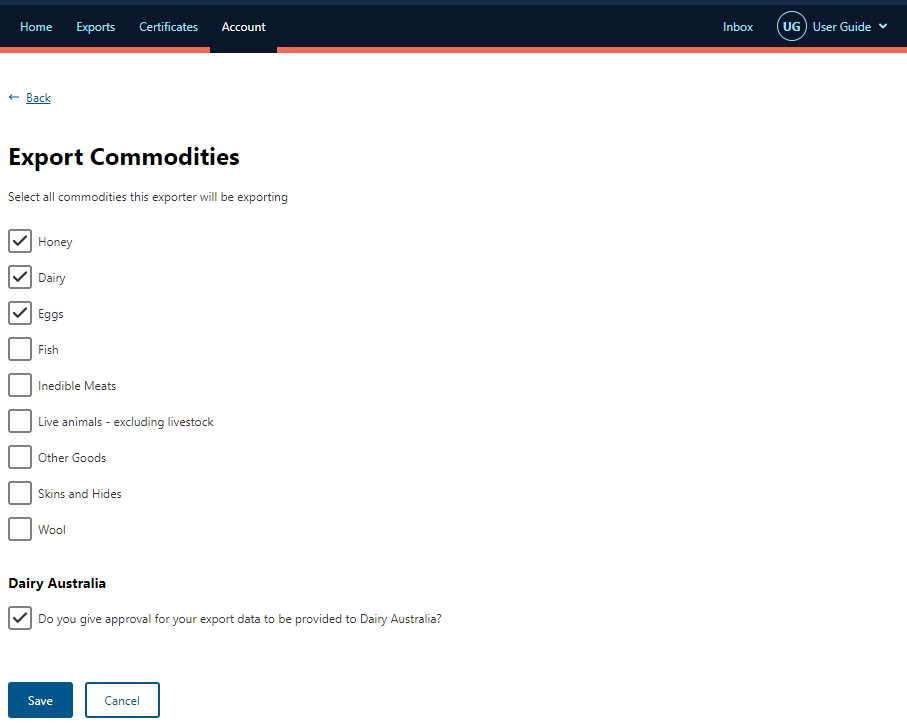 Home Exports Certificates Account Inbox UG User Guide
← Back
Export Commodities
Select all commodities this exporter will be exporting
Honey
Dairy
Eggs
Fish
Inedible Meats
Live animals - excluding livestock
Other Goods
Skins and Hides
Wool
Dairy Australia
Do you give approval for your export data to be provided to Dairy Australia?
Save Cancel